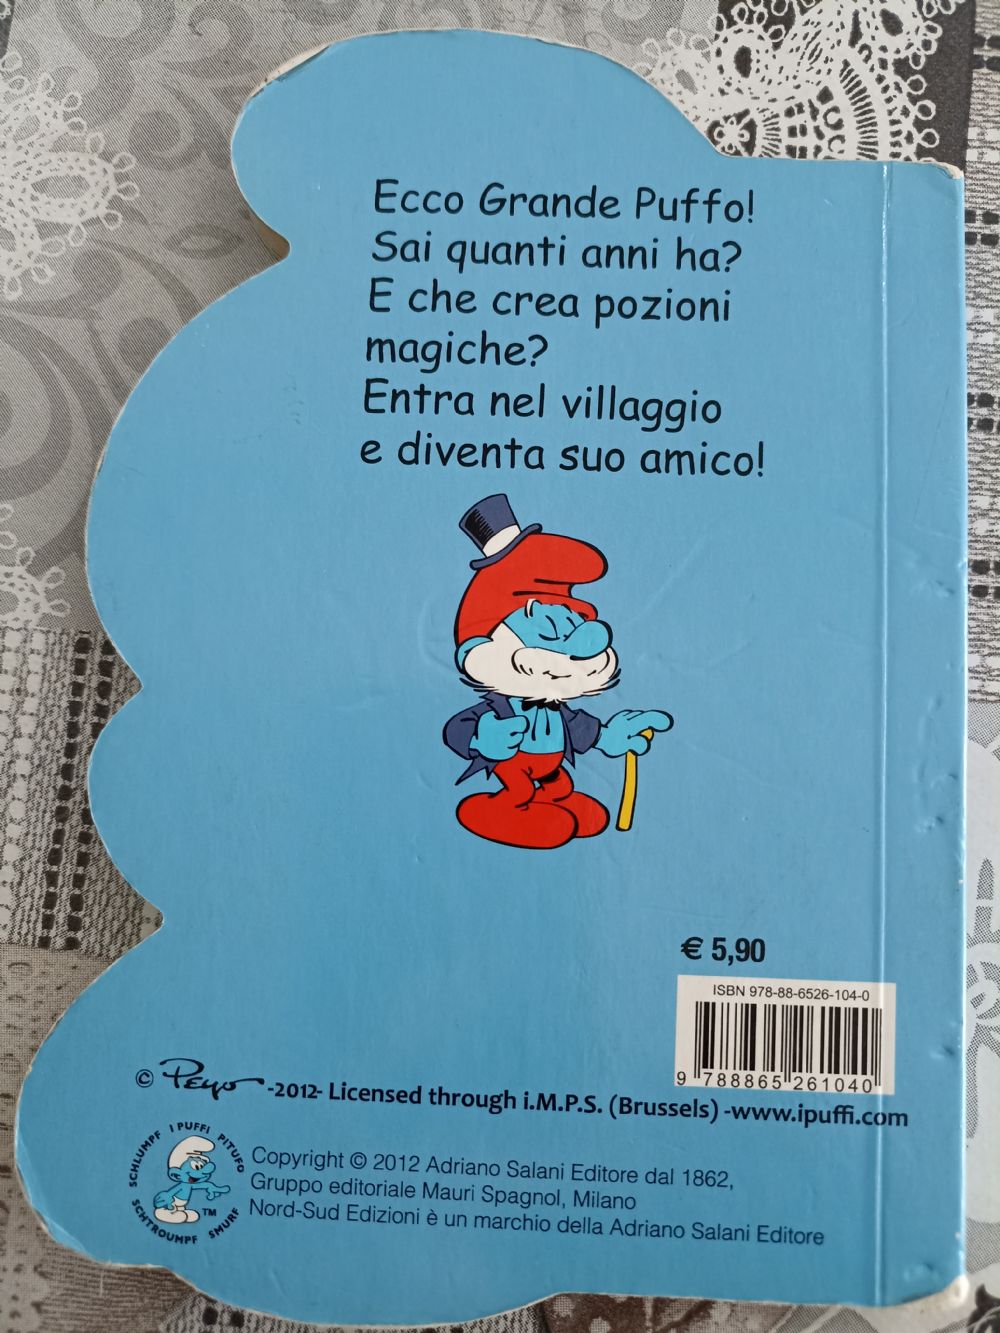 Ecco Grande Puffo!
Sai quanti anni ha?
E che crea pozioni
magiche?
Entra nel villaggio
e diventa suo amico!
€ 5,90
ISBN 978-88-6526-104-0
9 788865 261040
© Peyo -2012- Licensed through i.M.P.S. (Brussels) -www.ipuffi.com
SCHLUMPF I PUFFI PITUFO
SCHTROUMPF SMURF
TM
Copyright © 2012 Adriano Salani Editore dal 1862,
Gruppo editoriale Mauri Spagnol, Milano
Nord-Sud Edizioni è un marchio della Adriano Salani Editore